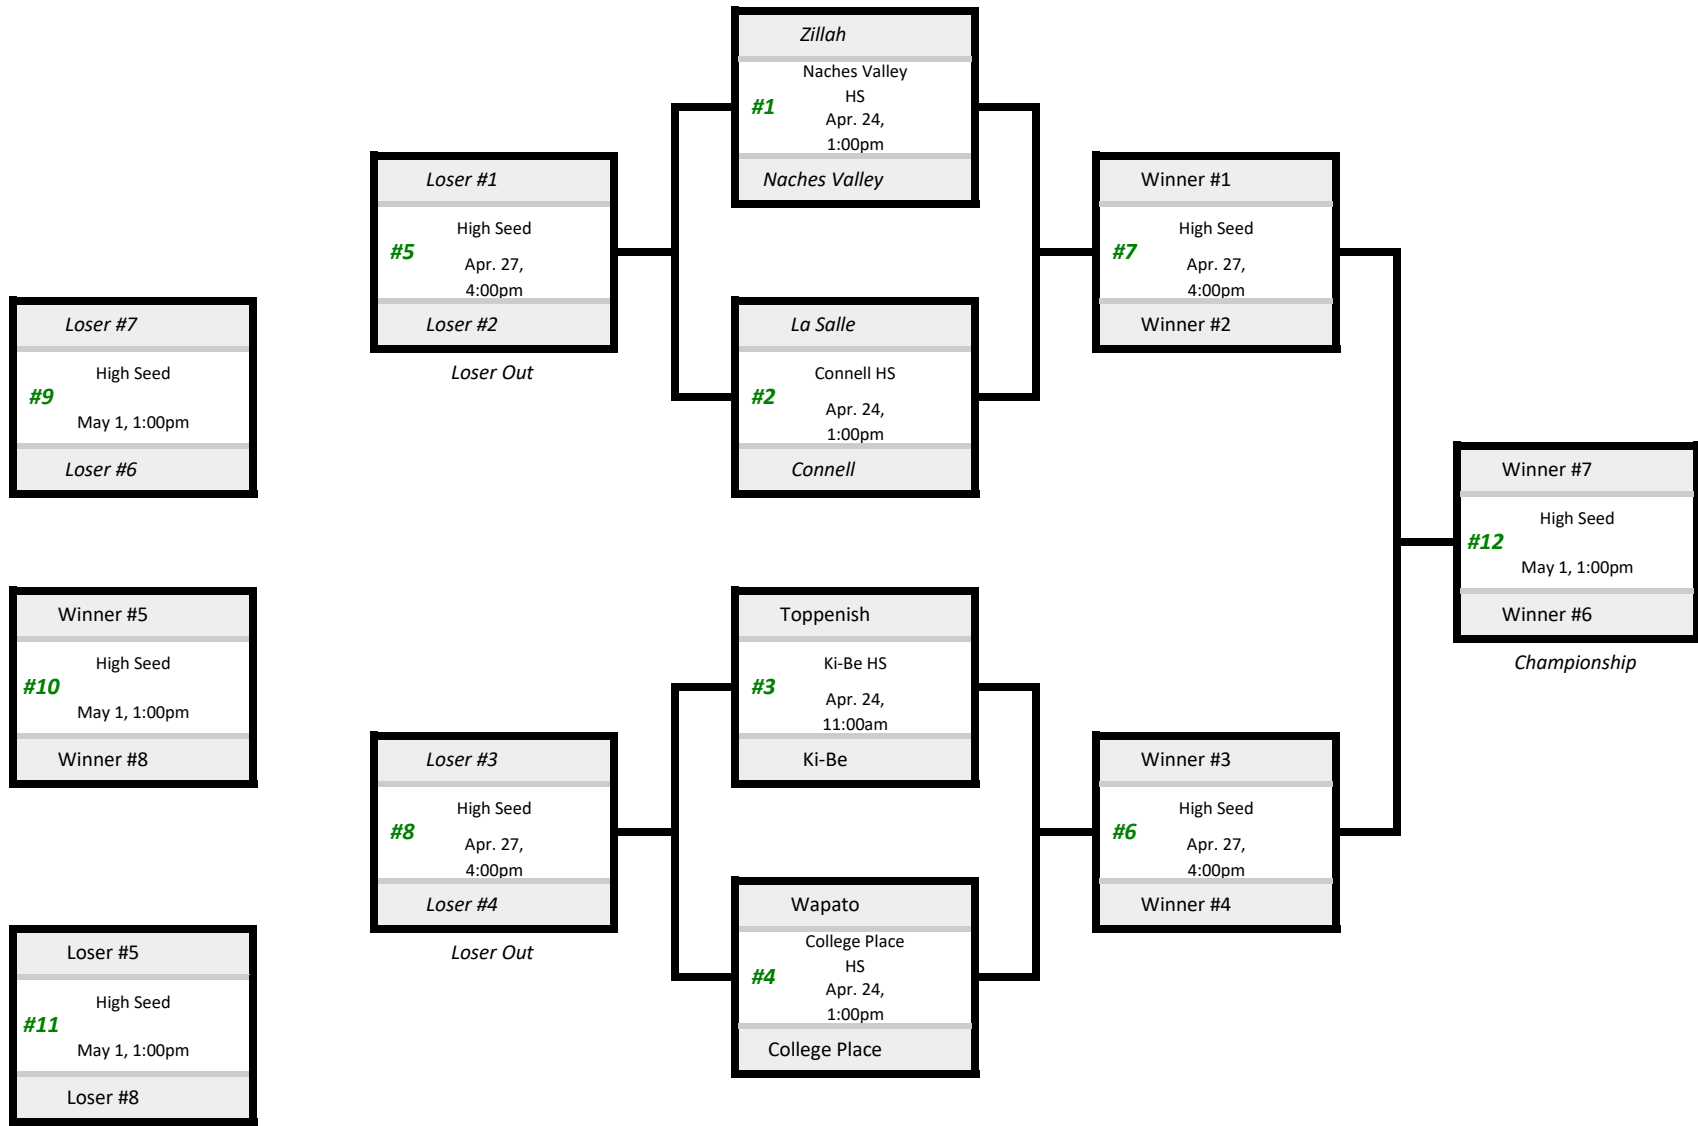 Zillah
Naches Valley
HS
#1
Apr. 24,
1:00pm
Naches Valley
Loser #1
High Seed
#5
Apr. 27,
4:00pm
Loser #2
Loser Out
Winner #1
High Seed
#7
Apr. 27,
4:00pm
Winner #2
Loser #7
High Seed
#9
May 1, 1:00pm
Loser #6
La Salle
Connell HS
#2
Apr. 24,
1:00pm
Connell
Winner #7
High Seed
#12
May 1, 1:00pm
Winner #6
Championship
Winner #5
High Seed
#10
May 1, 1:00pm
Winner #8
Toppenish
Ki-Be HS
#3
Apr. 24,
11:00am
Ki-Be
Loser #3
High Seed
#8
Apr. 27,
4:00pm
Loser #4
Loser Out
Winner #3
High Seed
#6
Apr. 27,
4:00pm
Winner #4
Wapato
College Place
HS
#4
Apr. 24,
1:00pm
College Place
Loser #5
High Seed
#11
May 1, 1:00pm
Loser #8